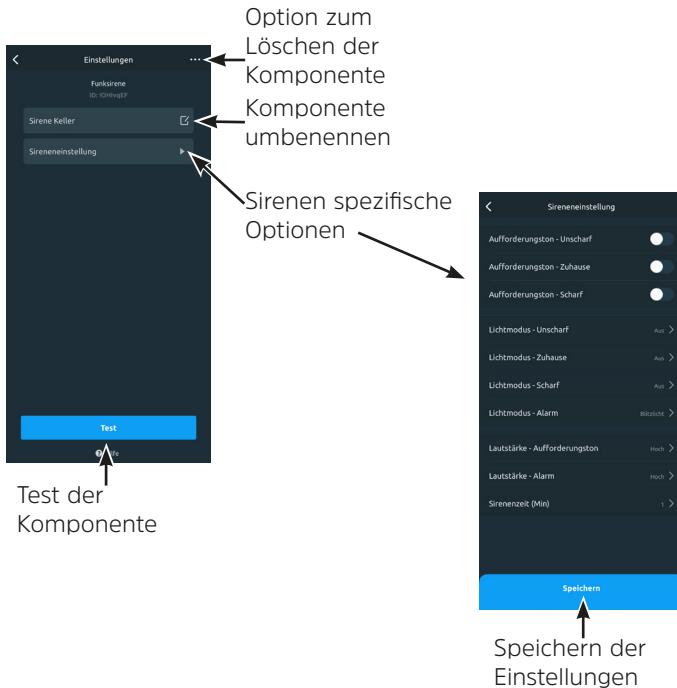 Option zum
Löschen der
Komponente
Einstellungen
Funksirene
Komponente
umbenennen
Sirene Keller
Sireneneinstellung
Sirenen spezifische
Optionen
Test
Test der
Komponente
Sireneneinstellung
Aufforderungston - Unscharf
Aufforderungston - Zuhause
Aufforderungston - Scharf
Lichtmodus - Unscharf Aus
Lichtmodus - Zuhause Aus
Lichtmodus - Scharf Aus
Lichtmodus - Alarm Blitzlicht
Lautstärke - Aufforderungston Hoch
Lautstärke - Alarm Hoch
Sirenenzeit (Min) 1
Speichern
Speichern der
Einstellungen